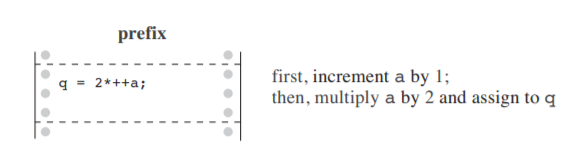 prefix
q = 2*++a;
first, increment a by 1;
then, multiply a by 2 and assign to q